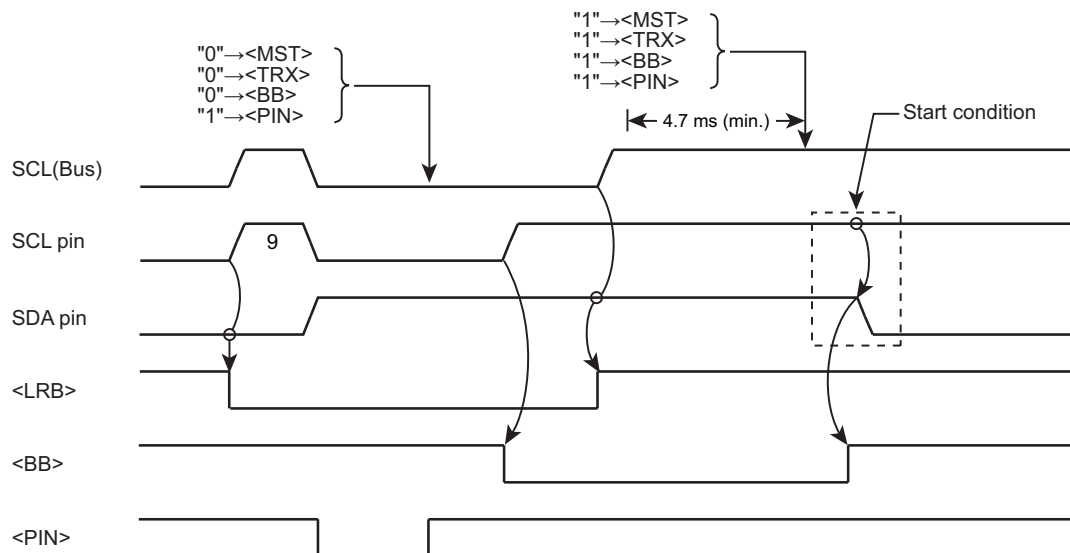 "0"→<MST>
"0"→<TRX>
"0"→<BB>
"1"→<PIN>
"1"→<MST>
"1"→<TRX>
"1"→<BB>
"1"→<PIN>
4.7 ms (min.)
Start condition
SCL(Bus)
SCL pin
9
SDA pin
<LRB>
<BB>
<PIN>